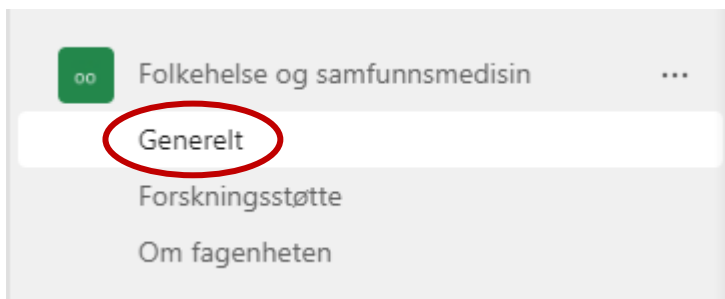 oo Folkehelse og samfunnsmedisin ...
Generelt
Forskningsstøtte
Om fagenheten